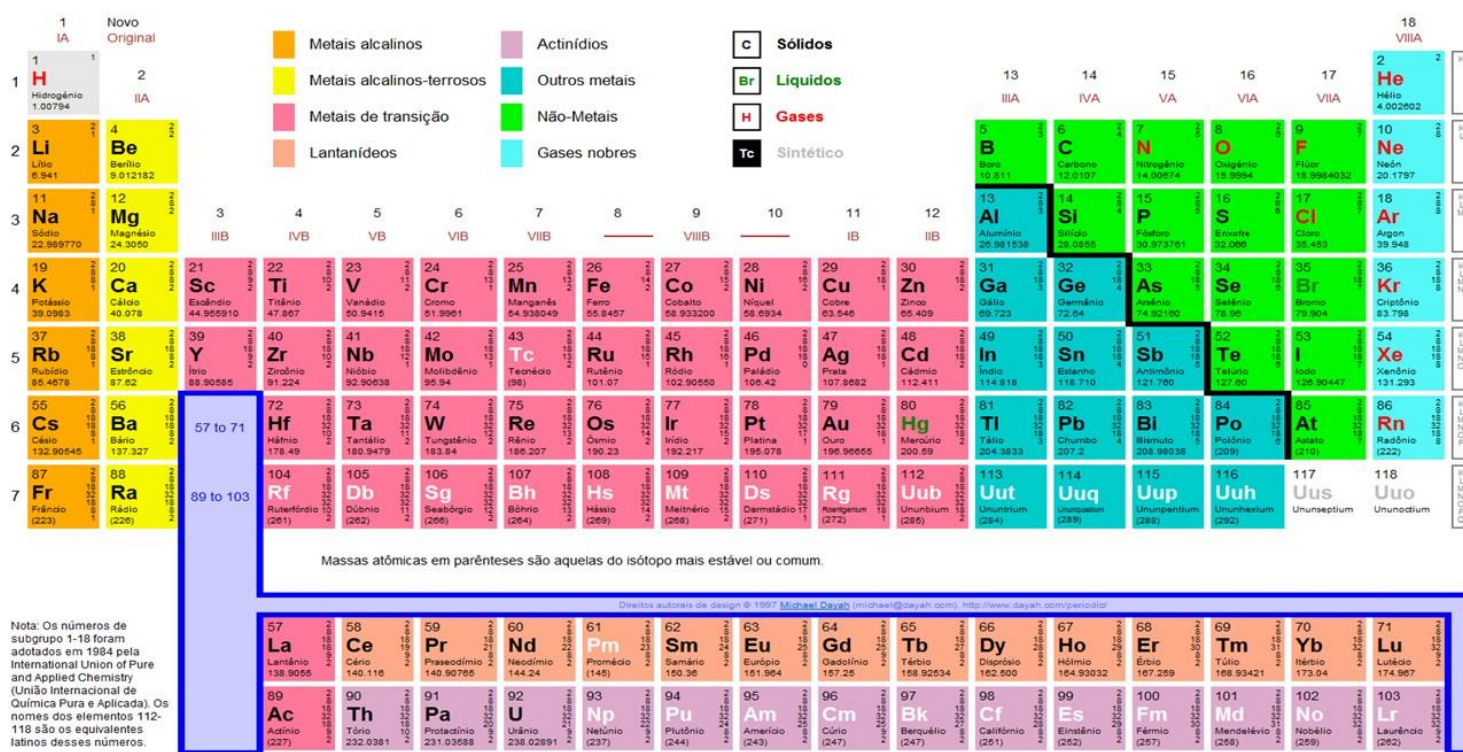 1 Novo 18
IA Original VIIIA
Metais alcalinos Actinídios C Sólidos
Metais alcalinos-terrosos Outros metais Br Líquidos
Metais de transição Não-Metais H Gases
Lantanídeos Gases nobres Tc Sintético
1 2 13 14 15 16 17 2
1 H IIA IIIA IVA VA VIA VIIA He
Hidrogénio Hélio
1.00794 4.002602
3 4 5 6 7 8 9 10
2 Li Be B C N O F Ne
Lítio Berílio Boro Carbono Nitrogênio Oxigênio Flúor Neón
6.941 9.012182 10.811 12.0107 14.00674 15.9994 18.9984032 20.1797
11 12 13 14 15 16 17 18
3 Na Mg Al Si P S Cl Ar
Sódio Magnésio Alumínio Silício Fósforo Enxofre Cloro Argon
22.989770 24.3050 26.981538 28.0855 30.973761 32.066 35.453 39.948
3 4 5 6 7 8 9 10 11 12
IIIB IVB VB VIB VIIB VIIIB IB IIB
19 20 21 22 23 24 25 26 27 28 29 30 31 32 33 34 35 36
4 K Ca Sc Ti V Cr Mn Fe Co Ni Cu Zn Ga Ge As Se Br Kr
Potássio Cálcio Escândio Titânio Vanádio Cromo Manganês Ferro Cobalto Níquel Cobre Zinco Gálio Germânio Arsênio Selênio Bromo Criptônio
39.0983 40.078 44.955910 47.867 50.9415 51.9961 54.938049 55.8457 58.933200 58.6934 63.546 65.409 69.723 72.64 74.92160 78.96 79.904 83.798
37 38 39 40 41 42 43 44 45 46 47 48 49 50 51 52 53 54
5 Rb Sr Y Zr Nb Mo Tc Ru Rh Pd Ag Cd In Sn Sb Te I Xe
Rubídio Estrôncio Ítrio Zircônio Nióbio Molibdênio Tecnécio Rutênio Ródio Paládio Prata Cádmio Índio Estanho Antimônio Telúrio Iodo Xenônio
85.4678 87.62 88.90585 91.224 92.90638 95.94 (98) 101.07 102.90550 106.42 107.8682 112.411 114.818 118.710 121.760 127.60 126.90447 131.293
55 56 72 73 74 75 76 77 78 79 80 81 82 83 84 85 86
6 Cs Ba 57 to 71 Hf Ta W Re Os Ir Pt Au Hg Tl Pb Bi Po At Rn
Césio Bário Háfnio Tantálio Tungstênio Rênio Ósmio Irídio Platina Ouro Mercúrio Tálio Chumbo Bismuto Polônio Astato Radônio
132.90545 137.327 178.49 180.9479 183.84 186.207 190.23 192.217 195.078 196.96655 200.59 204.3833 207.2 208.98038 (209) (210) (222)
87 88 104 105 106 107 108 109 110 111 112 113 114 115 116 117 118
7 Fr Ra 89 to 103 Rf Db Sg Bh Hs Mt Ds Rg Uub Uut Uuq Uup Uuh Uus Uuo
Frâncio Rádio Ruterfórdio Dúbnio Seabórgio Bóhrio Hássio Meitnério Darmstádio Roentgenium Ununbium Ununtrium Ununquadium Ununpentium Ununhexium Ununseptium Ununoctium
(223) (226) (261) (262) (266) (264) (269) (268) (271) (272) (285) (284) (289) (288) (292)
Massas atômicas em parênteses são aquelas do isótopo mais estável ou comum.
Direitos autorais de design © 1997 Michael Dayah (michael@dayah.com). http://www.dayah.com/periodic/
Nota: Os números de
subgrupo 1-18 foram
adotados em 1984 pela
International Union of Pure
and Applied Chemistry
(União Internacional de
Química Pura e Aplicada). Os
nomes dos elementos 112-
118 são os equivalentes
latinos desses números.
57 58 59 60 61 62 63 64 65 66 67 68 69 70 71
La Ce Pr Nd Pm Sm Eu Gd Tb Dy Ho Er Tm Yb Lu
Lantânio Cério Praseodímio Neodímio Promécio Samário Európio Gadolínio Térbio Disprósio Hólmio Érbio Túlio Itérbio Lutécio
138.9055 140.116 140.90765 144.24 (145) 150.36 151.964 157.25 158.92534 162.500 164.93032 167.259 168.93421 173.04 174.967
89 90 91 92 93 94 95 96 97 98 99 100 101 102 103
Ac Th Pa U Np Pu Am Cm Bk Cf Es Fm Md No Lr
Actínio Tório Protactínio Urânio Netúnio Plutônio Amerício Cúrio Berquélio Califórnio Einstênio Férmio Mendelévio Nobélio Laurêncio
(227) 232.0381 231.03588 238.02891 (237) (244) (243) (247) (247) (251) (252) (257) (258) (259) (262)